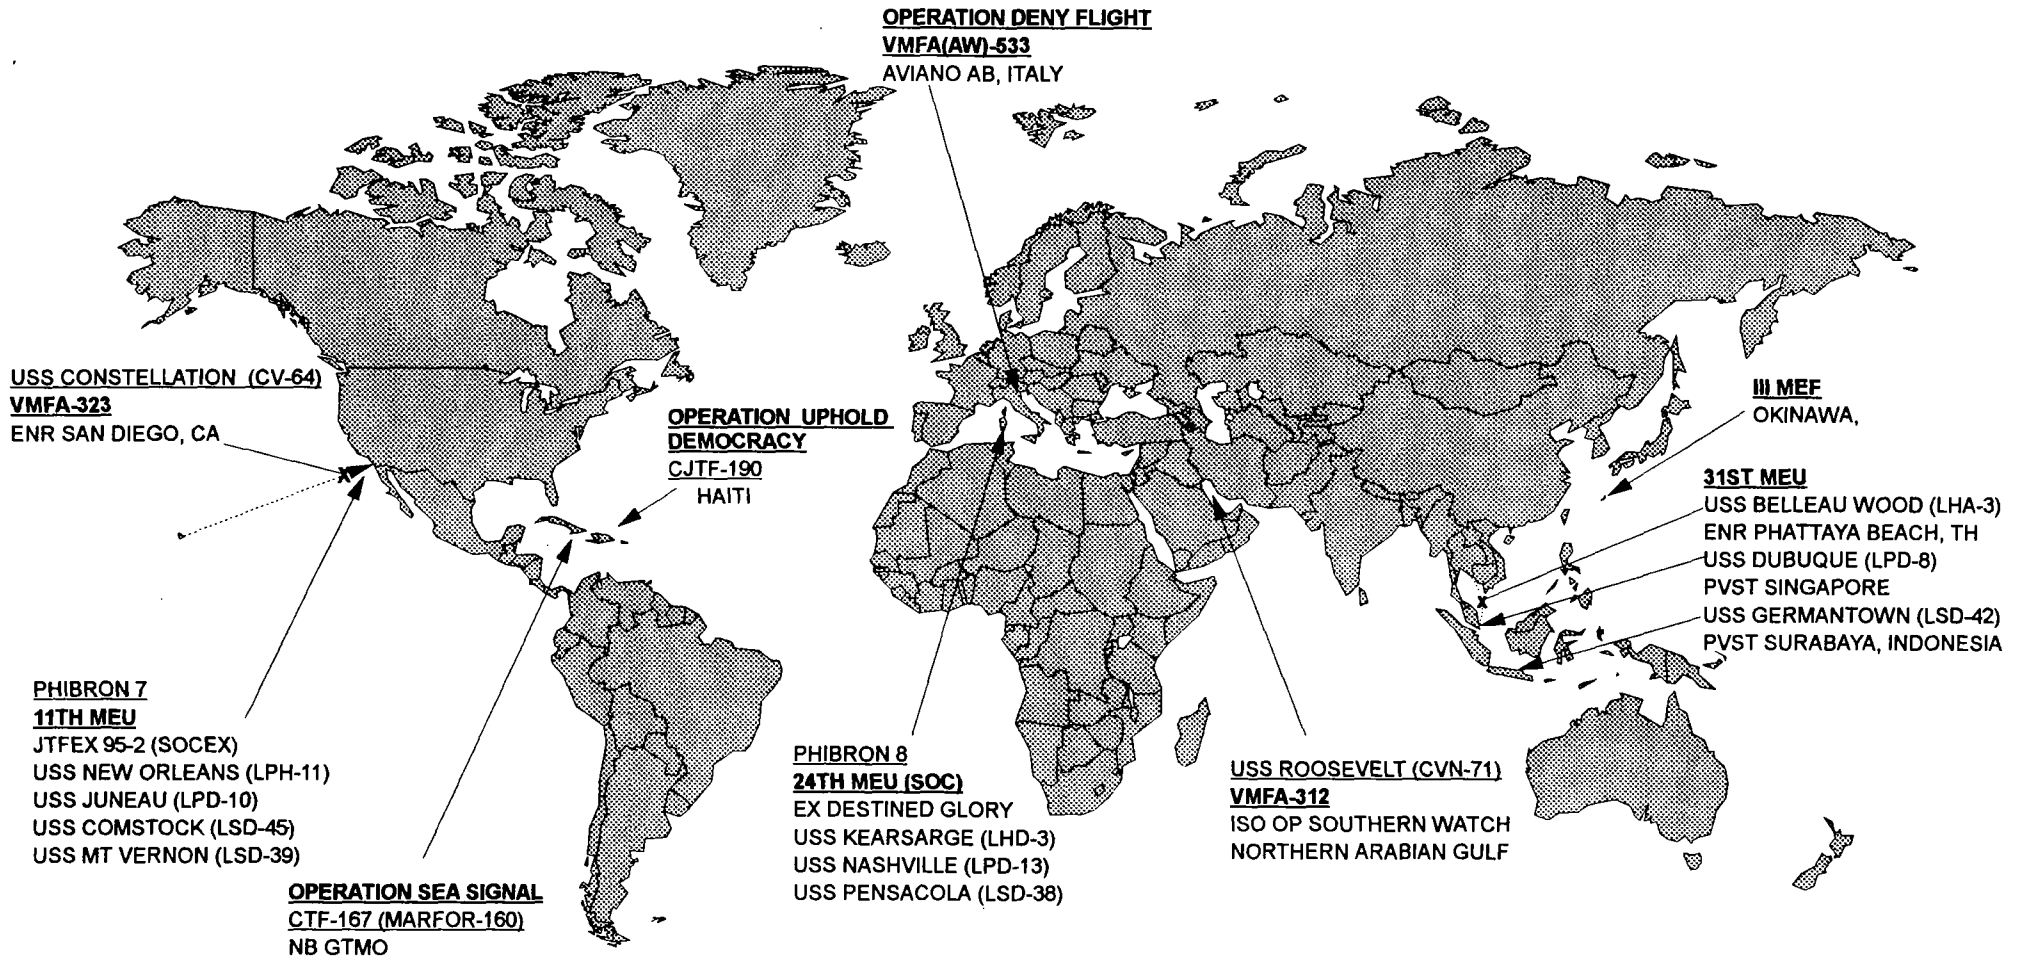 OPERATION DENY FLIGHT
VMFA(AW)-533
AVIANO AB, ITALY
USS CONSTELLATION (CV-64)
VMFA-323
ENR SAN DIEGO, CA
OPERATION UPHOLD
DEMOCRACY
CJTF-190
HAITI
III MEF
OKINAWA,
31ST MEU
USS BELLEAU WOOD (LHA-3)
ENR PHATTAYA BEACH, TH
USS DUBUQUE (LPD-8)
PVST SINGAPORE
USS GERMANTOWN (LSD-42)
PVST SURABAYA, INDONESIA
PHIBRON 7
11TH MEU
JTFEX 95-2 (SOCEX)
USS NEW ORLEANS (LPH-11)
USS JUNEAU (LPD-10)
USS COMSTOCK (LSD-45)
USS MT VERNON (LSD-39)
OPERATION SEA SIGNAL
CTF-167 (MARFOR-160)
NB GTMO
PHIBRON 8
24TH MEU (SOC)
EX DESTINED GLORY
USS KEARSARGE (LHD-3)
USS NASHVILLE (LPD-13)
USS PENSACOLA (LSD-38)
USS ROOSEVELT (CVN-71)
VMFA-312
ISO OP SOUTHERN WATCH
NORTHERN ARABIAN GULF